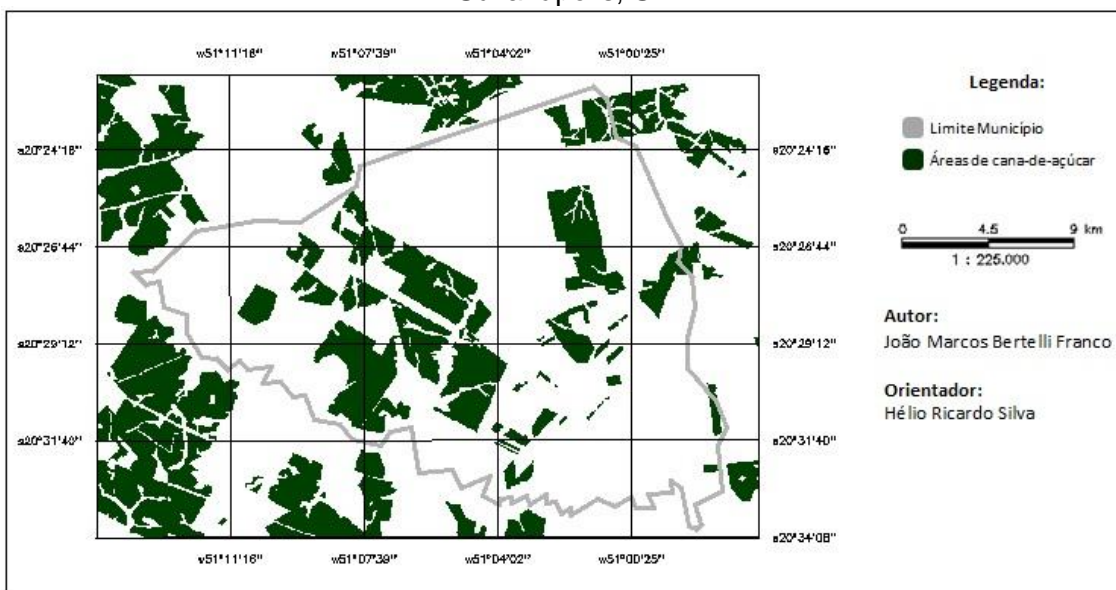 w51°11'16" w51°07'39" w51°04'02" w51°00'25"
s20°24'16" s20°24'16"
s20°26'44" s20°26'44"
s20°29'12" s20°29'12"
s20°31'40" s20°31'40"
s20°34'08"
w51°11'16" w51°07'39" w51°04'02" w51°00'25"
Legenda:
Limite Município
Áreas de cana-de-açúcar
0 4.5 9 km
1 : 225.000
Autor:
João Marcos Bertelli Franco
Orientador:
Hélio Ricardo Silva